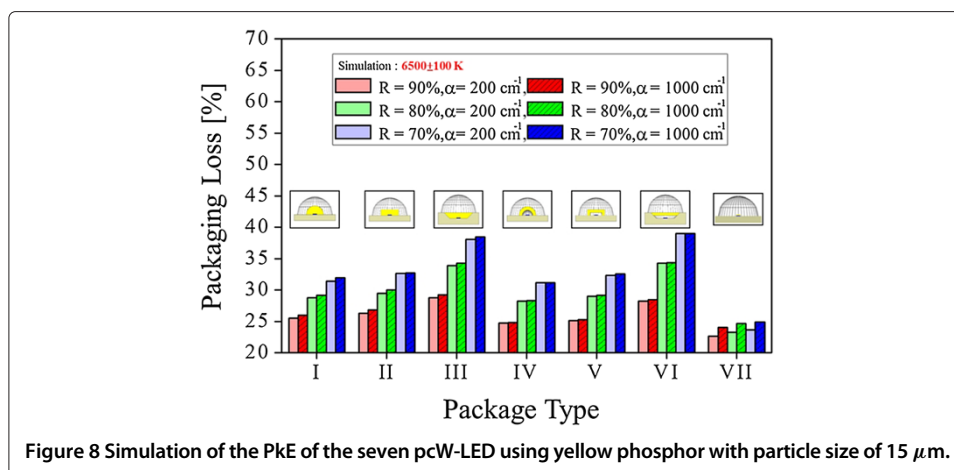 70
65
60
55
50
45
40
35
30
25
20
Packaging Loss [%]
Simulation : 6500±100 K
R = 90%,α= 200 cm-1, R = 90%,α= 1000 cm-1
R = 80%,α= 200 cm-1, R = 80%,α= 1000 cm-1
R = 70%,α= 200 cm-1, R = 70%,α= 1000 cm-1
I II III IV V VI VII
Package Type
Figure 8 Simulation of the PkE of the seven pcW-LED using yellow phosphor with particle size of 15 μm.